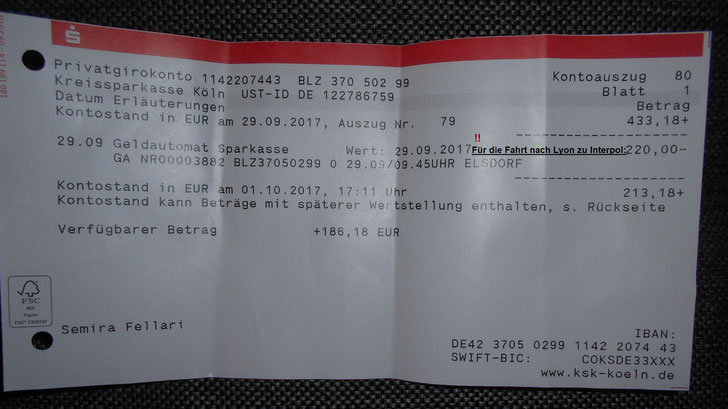 Privatgirokonto 1142207443 BLZ 370 502 99 Kontoauszug 80
Kreissparkasse Köln UST-ID DE 122786759 Blatt 1
Datum Erläuterungen Betrag
Kontostand in EUR am 29.09.2017, Auszug Nr. 79 433,18+
!!
29.09 Geldautomat Sparkasse Wert: 29.09.2017 Für die Fahrt nach Lyon zu Interpol: 220,00-
GA NR00003882 BLZ37050299 0 29.09/09.45UHR ELSDORF
Kontostand in EUR am 01.10.2017, 17:11 Uhr 213,18+
Kontostand kann Beträge mit späterer Wertstellung enthalten, s. Rückseite
Verfügbarer Betrag +186,18 EUR
FSC
MIX
Papier
Semira Fellari
IBAN:
DE42 3705 0299 1142 2074 43
SWIFT-BIC: COKSDE33XXX
www.ksk-koeln.de